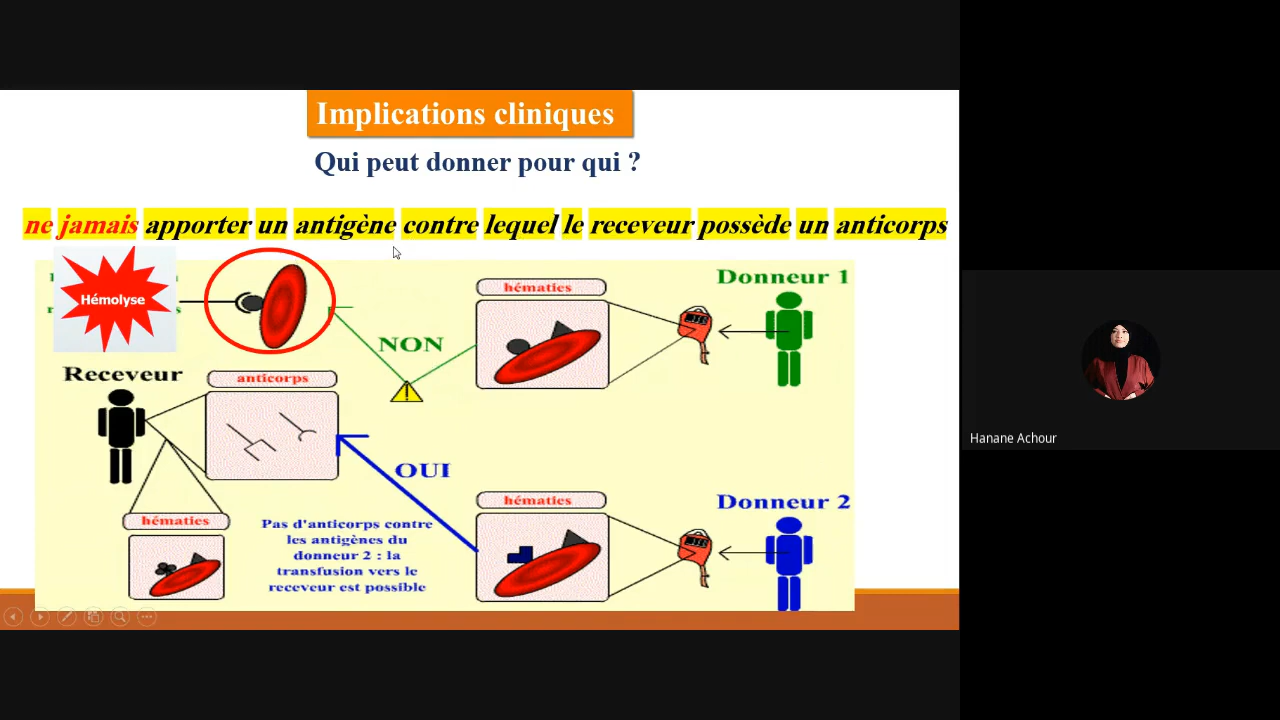 Implications cliniques
Qui peut donner pour qui ?
ne jamais apporter un antigène contre lequel le receveur possède un anticorps
Hémolyse
hématies
Donneur 1
NON
Receveur
anticorps
OUI
hématies
Donneur 2
hématies
Pas d'anticorps contre
les antigènes du
donneur 2 : la
transfusion vers le
receveur est possible
Hanane Achour